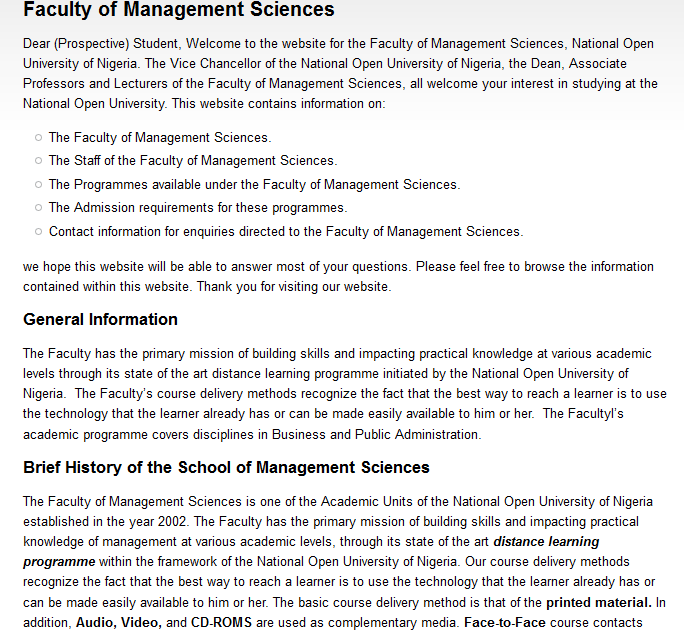 Faculty of Management Sciences
Dear (Prospective) Student, Welcome to the website for the Faculty of Management Sciences, National Open
University of Nigeria. The Vice Chancellor of the National Open University of Nigeria, the Dean, Associate
Professors and Lecturers of the Faculty of Management Sciences, all welcome your interest in studying at the
National Open University. This website contains information on:
The Faculty of Management Sciences.
The Staff of the Faculty of Management Sciences.
The Programmes available under the Faculty of Management Sciences.
The Admission requirements for these programmes.
Contact information for enquiries directed to the Faculty of Management Sciences.
we hope this website will be able to answer most of your questions. Please feel free to browse the information
contained within this website. Thank you for visiting our website.
General Information
The Faculty has the primary mission of building skills and impacting practical knowledge at various academic
levels through its state of the art distance learning programme initiated by the National Open University of
Nigeria.  The Faculty's course delivery methods recognize the fact that the best way to reach a learner is to use
the technology that the learner already has or can be made easily available to him or her.  The Facultyl's
academic programme covers disciplines in Business and Public Administration.
Brief History of the School of Management Sciences
The Faculty of Management Sciences is one of the Academic Units of the National Open University of Nigeria
established in the year 2002. The Faculty has the primary mission of building skills and impacting practical
knowledge of management at various academic levels, through its state of the art distance learning
programme within the framework of the National Open University of Nigeria. Our course delivery methods
recognize the fact that the best way to reach a learner is to use the technology that the learner already has or
can be made easily available to him or her. The basic course delivery method is that of the printed material. In
addition, Audio, Video, and CD-ROMS are used as complementary media. Face-to-Face course contacts